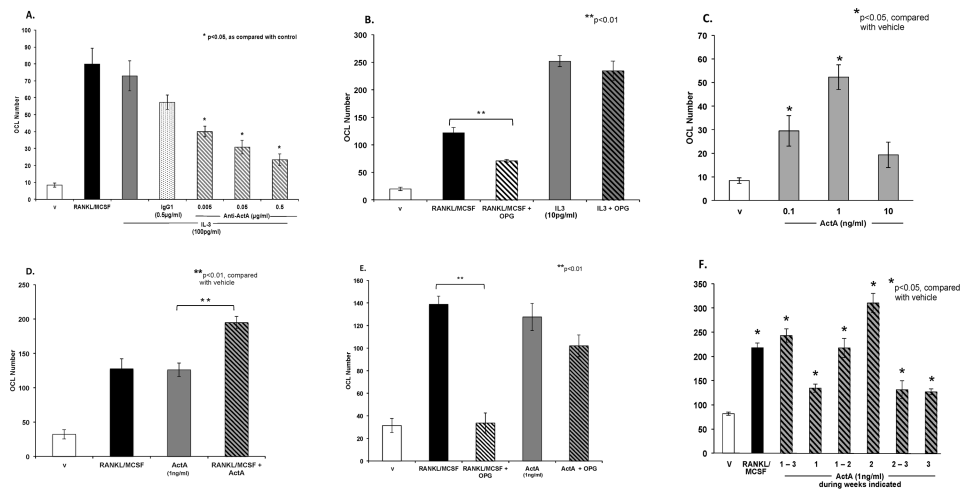 A.
* p<0.05, as compared with control
OCL Number
100
90
80
70
60
50
40
30
20
10
0
* * *
v RANKL/MCSF IgG1 0.005 0.05 0.5
(0.5µg/ml) Anti-ActA (µg/ml)
IL-3
(100pg/ml)
B.
**p<0.01
OCL Number
300
250
200
150
100
50
0
**
v RANKL/MCSF RANKL/MCSF + OPG IL3 (10pg/ml) IL3 + OPG
C.
* p<0.05, compared
with vehicle
OCL Number
70
60
50
40
30
20
10
0
* *
v 0.1 1 10
ActA (ng/ml)
D.
**p<0.01, compared
with vehicle
OCL Number
250
200
150
100
50
0
**
v RANKL/MCSF ActA (1ng/ml) RANKL/MCSF + ActA
E.
**p<0.01
OCL Number
160
140
120
100
80
60
40
20
0
**
v RANKL/MCSF RANKL/MCSF + OPG ActA (1ng/ml) ActA + OPG
F.
* p<0.05, compared
with vehicle
OCL Number
400
350
300
250
200
150
100
50
0
* * * * * * *
V RANKL/ MCSF 1 – 3 1 1 – 2 2 2 – 3 3
ActA (1ng/ml)
during weeks indicated